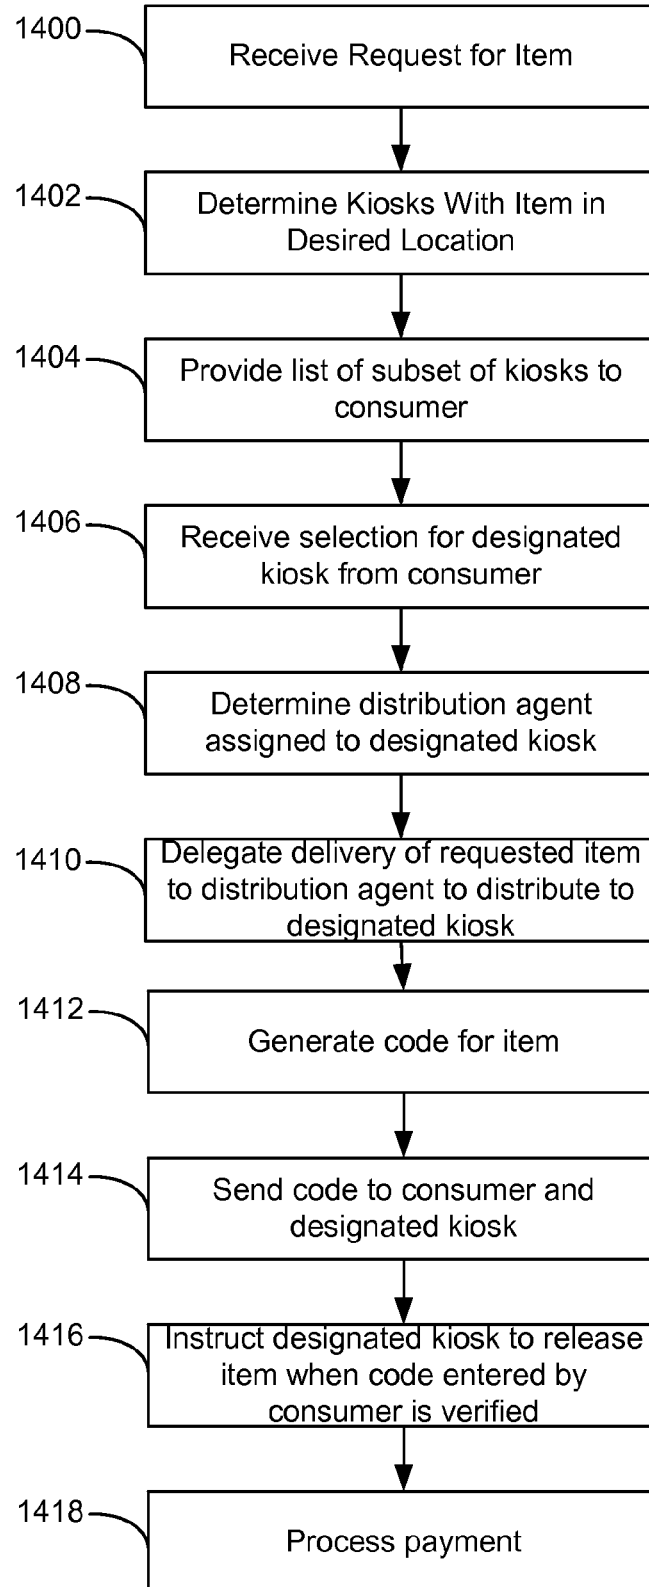 1400
Receive Request for Item
1402
Determine Kiosks With Item in
Desired Location
1404
Provide list of subset of kiosks to
consumer
1406
Receive selection for designated
kiosk from consumer
1408
Determine distribution agent
assigned to designated kiosk
1410
Delegate delivery of requested item
to distribution agent to distribute to
designated kiosk
1412
Generate code for item
1414
Send code to consumer and
designated kiosk
1416
Instruct designated kiosk to release
item when code entered by
consumer is verified
1418
Process payment